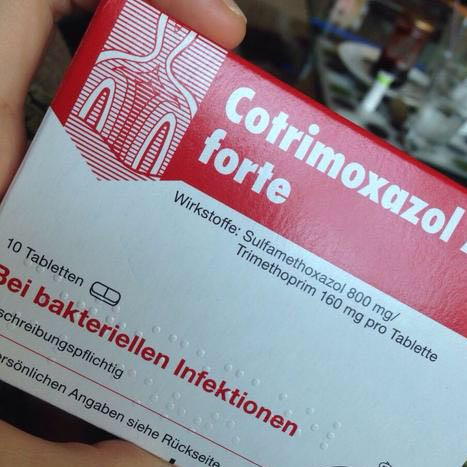 Cotrimoxazol
forte
Wirkstoffe: Sulfamethoxazol 800 mg/
Trimethoprim 160 mg pro Tablette
10 Tabletten
Bei bakteriellen Infektionen
schreibungspflichtig
ersönlichen Angaben siehe Rückseite